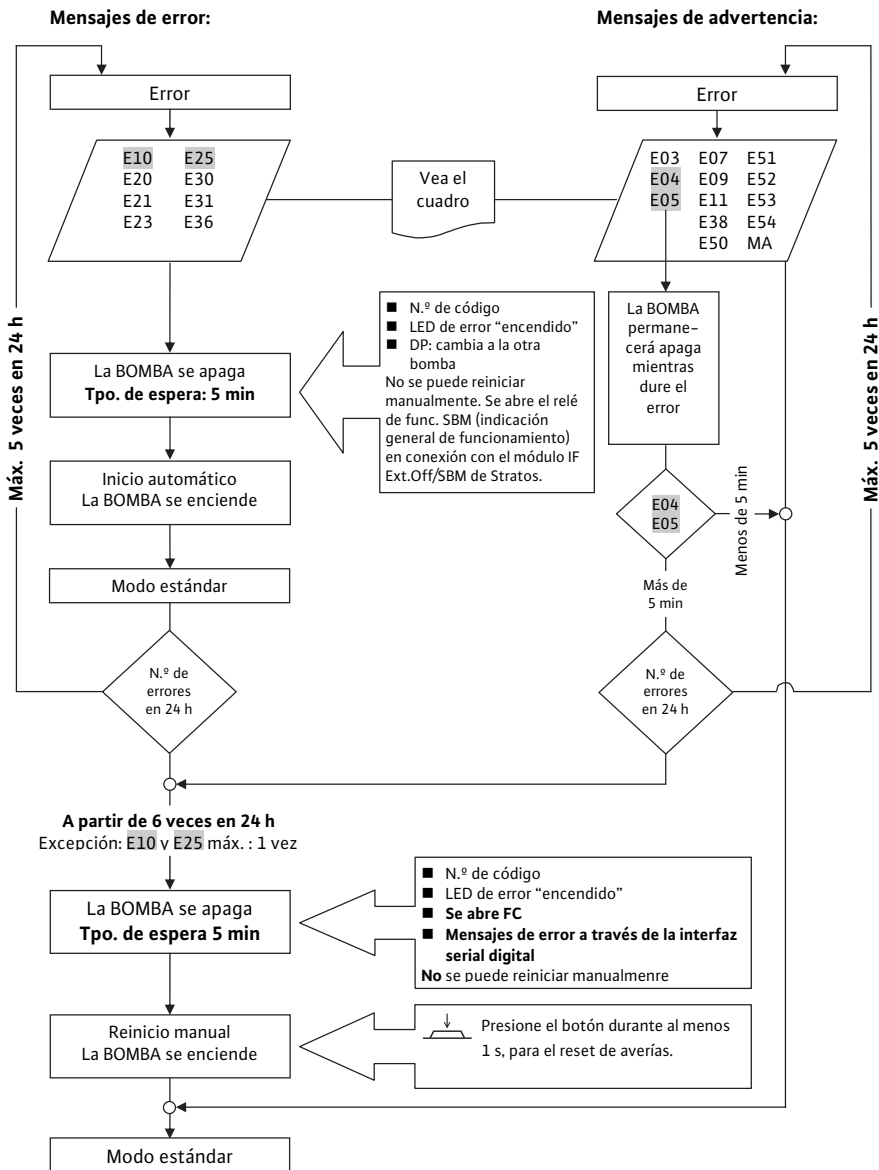 Mensajes de error:
Mensajes de advertencia:
Error
Error
E10 E25
E20 E30
E21 E31
E23 E36
Vea el
cuadro
E03 E07 E51
E04 E09 E52
E05 E11 E53
E38 E54
E50 MA
Máx. 5 veces en 24 h
Máx. 5 veces en 24 h
La BOMBA se apaga
Tpo. de espera: 5 min
■ N.º de código
■ LED de error “encendido”
■ DP: cambia a la otra
bomba
No se puede reiniciar
manualmente. Se abre el relé
de func. SBM (indicación
general de funcionamiento)
en conexión con el módulo IF
Ext.Off/SBM de Stratos.
La BOMBA
permane-
cerá apaga
mientras
dure el
error
Inicio automático
La BOMBA se enciende
E04
E05
Menos de 5 min
Más de
5 min
Modo estándar
N.º de
errores
en 24 h
N.º de
errores
en 24 h
A partir de 6 veces en 24 h
Excepción: E10 y E25 máx. : 1 vez
La BOMBA se apaga
Tpo. de espera 5 min
■ N.º de código
■ LED de error “encendido”
■ Se abre FC
■ Mensajes de error a través de la interfaz
serial digital
No se puede reiniciar manualmenre
Reinicio manual
La BOMBA se enciende
Presione el botón durante al menos
1 s, para el reset de averías.
Modo estándar